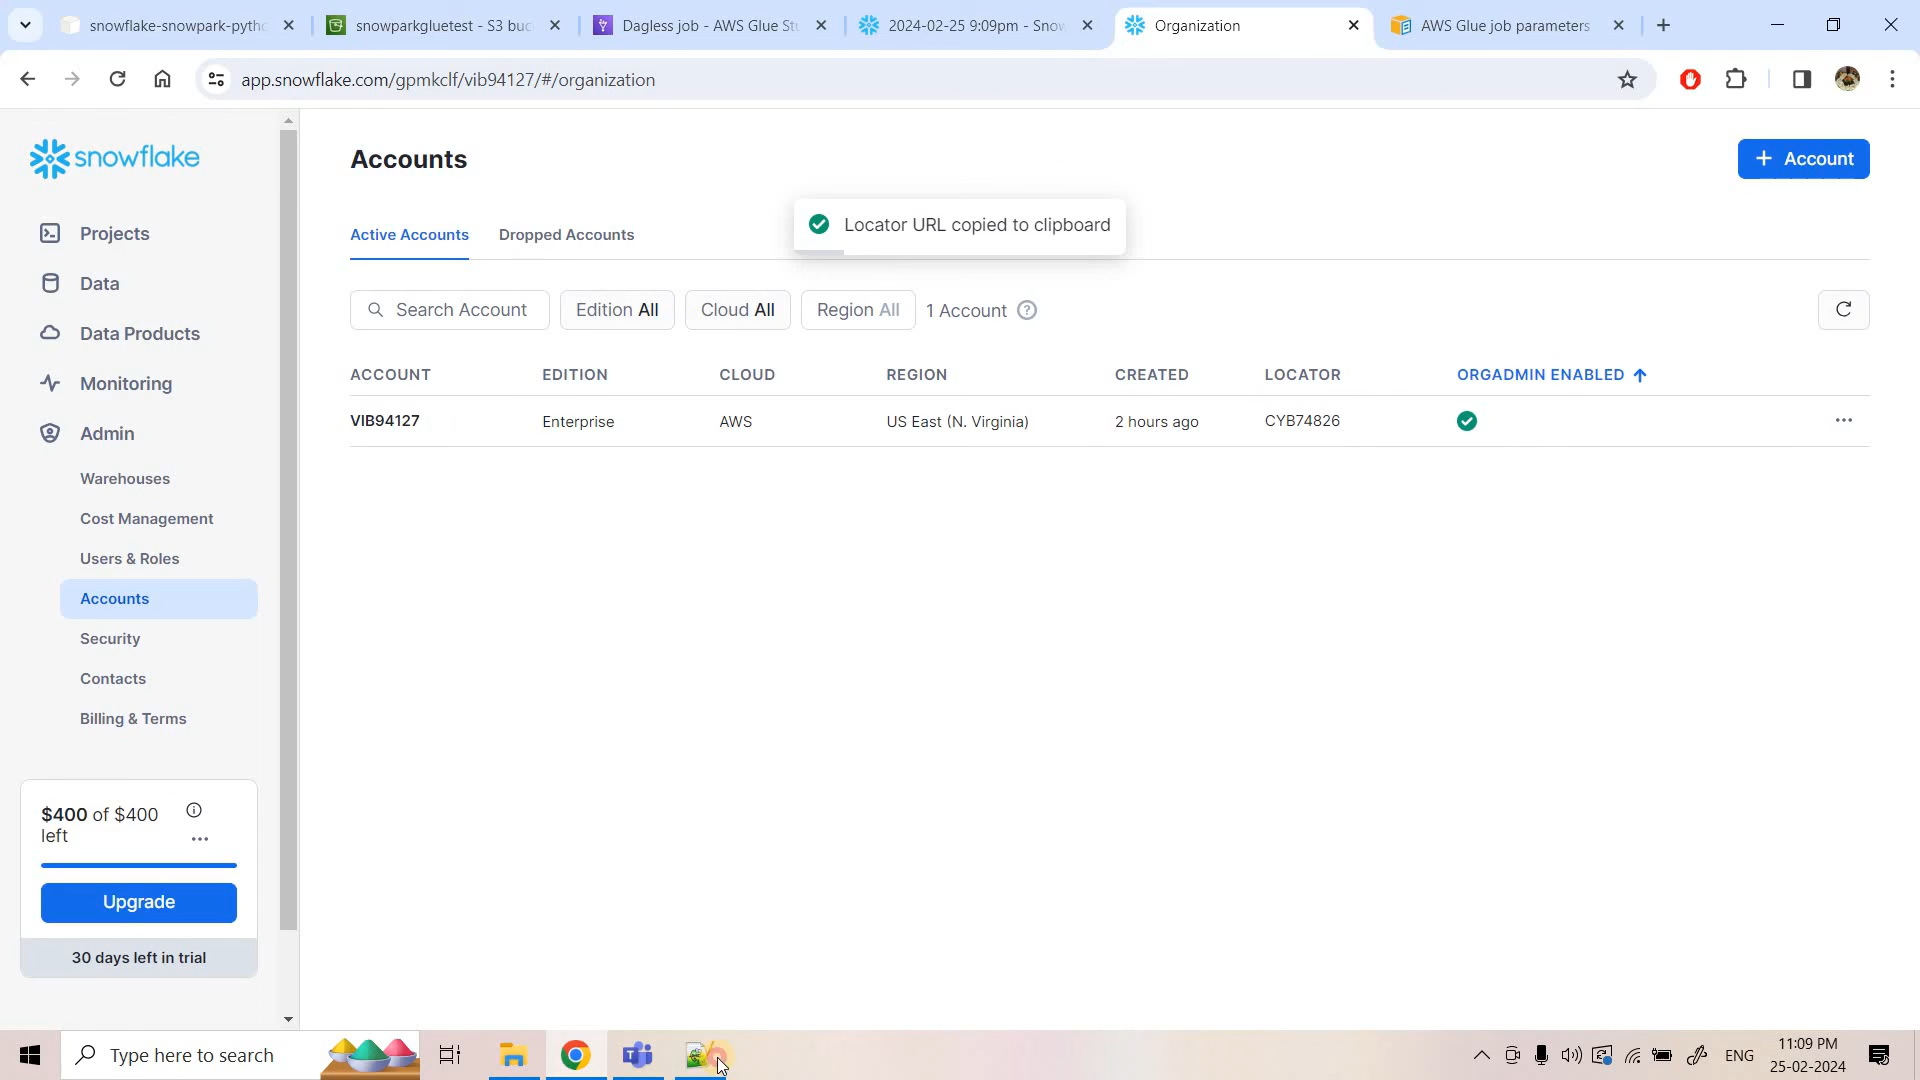 snowflake-snowpark-pytho
snowparkgluetest - S3 buc
Dagless job - AWS Glue Stu
2024-02-25 9:09pm - Snow
Organization
AWS Glue job parameters
app.snowflake.com/gpmkclf/vib94127/#/organization
snowflake
Projects
Data
Data Products
Monitoring
Admin
Warehouses
Cost Management
Users & Roles
Accounts
Security
Contacts
Billing & Terms
$400 of $400
left
Upgrade
30 days left in trial
Accounts
+ Account
Locator URL copied to clipboard
Active Accounts
Dropped Accounts
Search Account
Edition All
Cloud All
Region All
1 Account
ACCOUNT EDITION CLOUD REGION CREATED LOCATOR ORGADMIN ENABLED
VIB94127 Enterprise AWS US East (N. Virginia) 2 hours ago CYB74826
Type here to search
ENG
11:09 PM
25-02-2024